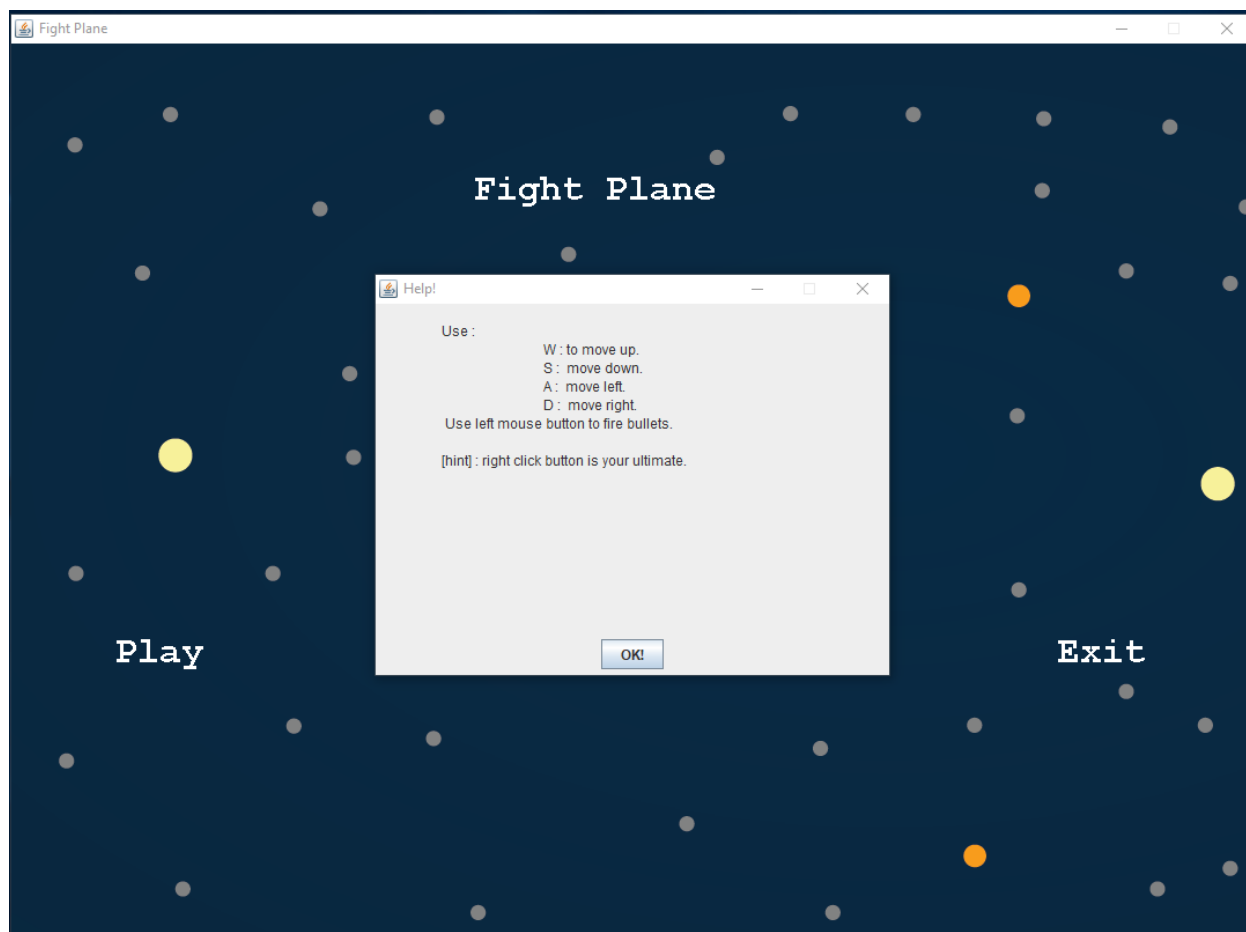 Fight Plane
Fight Plane
Help!
Use :
W : to move up.
S :  move down.
A :  move left.
D :  move right.
Use left mouse button to fire bullets.
[hint] : right click button is your ultimate.
OK!
Play
Exit